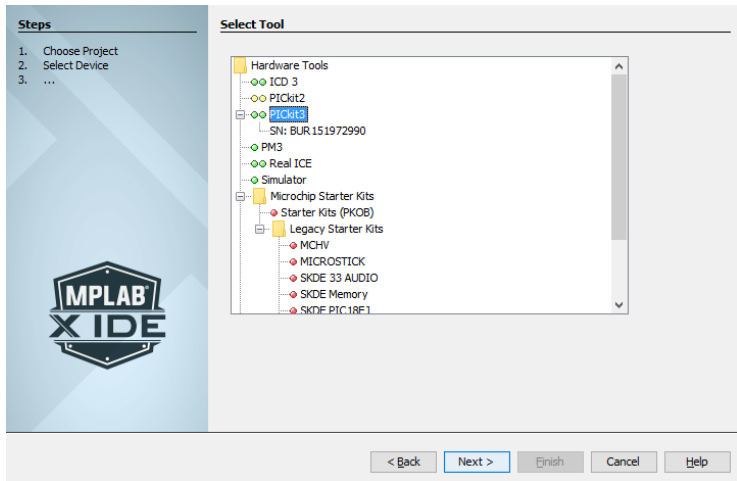 Steps
1. Choose Project
2. Select Device
3. ...
MPLAB
X IDE
Select Tool
Hardware Tools
ICD 3
PICkit2
PICkit3
SN: BUR151972990
PM3
Real ICE
Simulator
Microchip Starter Kits
Starter Kits (PKOB)
Legacy Starter Kits
MCHV
MICROSTICK
SKDE 33 AUDIO
SKDE Memory
SKDE PIC18FJ
< Back Next > Finish Cancel Help